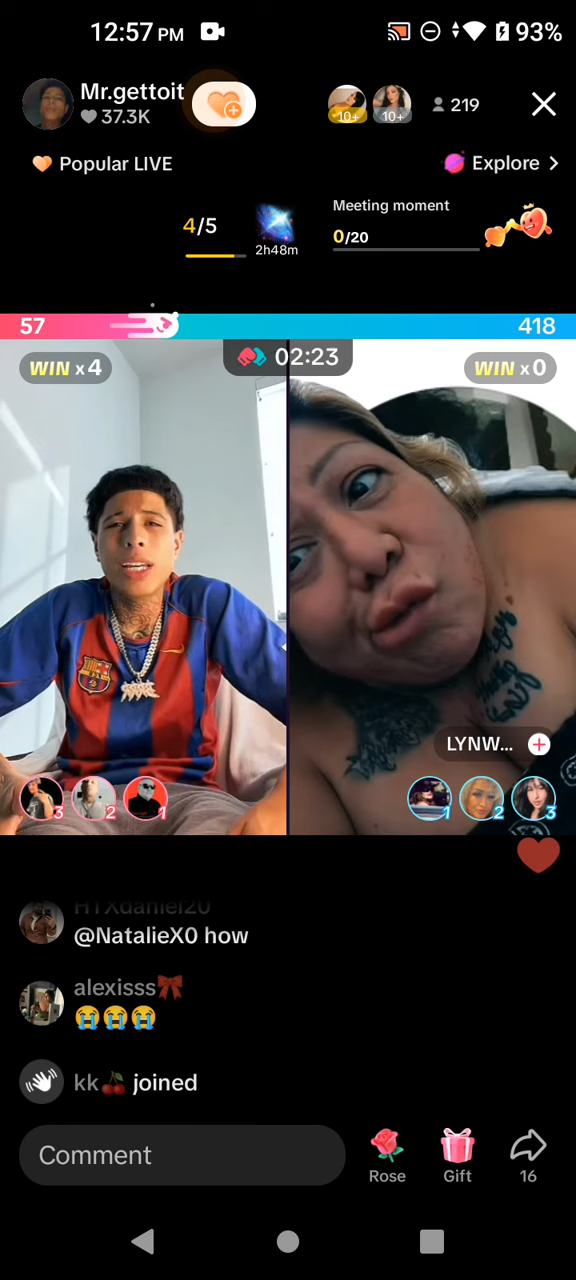 12:57 PM
93%
Mr.gettoit
37.3K
10+
10+
219
Popular LIVE
Explore >
4/5
2h48m
Meeting moment
0/20
57
418
WIN x4
02:23
WIN x0
LYNW...
3
2
1
1
2
3
HTXdaniel20
@NatalieX0 how
alexisss🎀
😭😭😭
kk🍒 joined
Comment
Rose
Gift
16